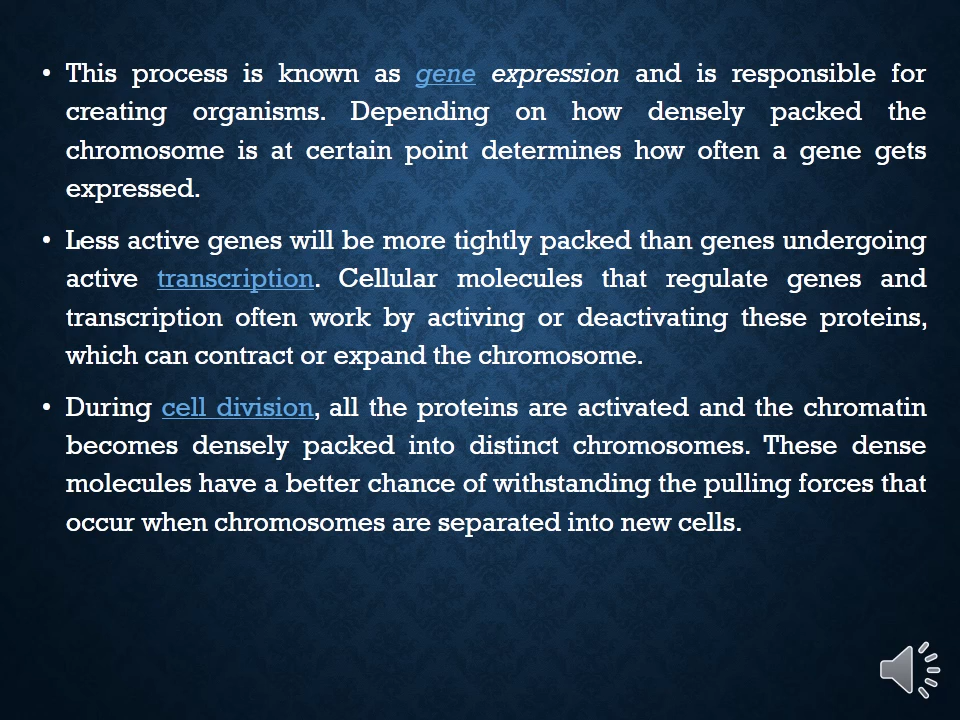 • This process is known as gene expression and is responsible for
creating organisms. Depending on how densely packed the
chromosome is at certain point determines how often a gene gets
expressed.
• Less active genes will be more tightly packed than genes undergoing
active transcription. Cellular molecules that regulate genes and
transcription often work by activing or deactivating these proteins,
which can contract or expand the chromosome.
• During cell division, all the proteins are activated and the chromatin
becomes densely packed into distinct chromosomes. These dense
molecules have a better chance of withstanding the pulling forces that
occur when chromosomes are separated into new cells.